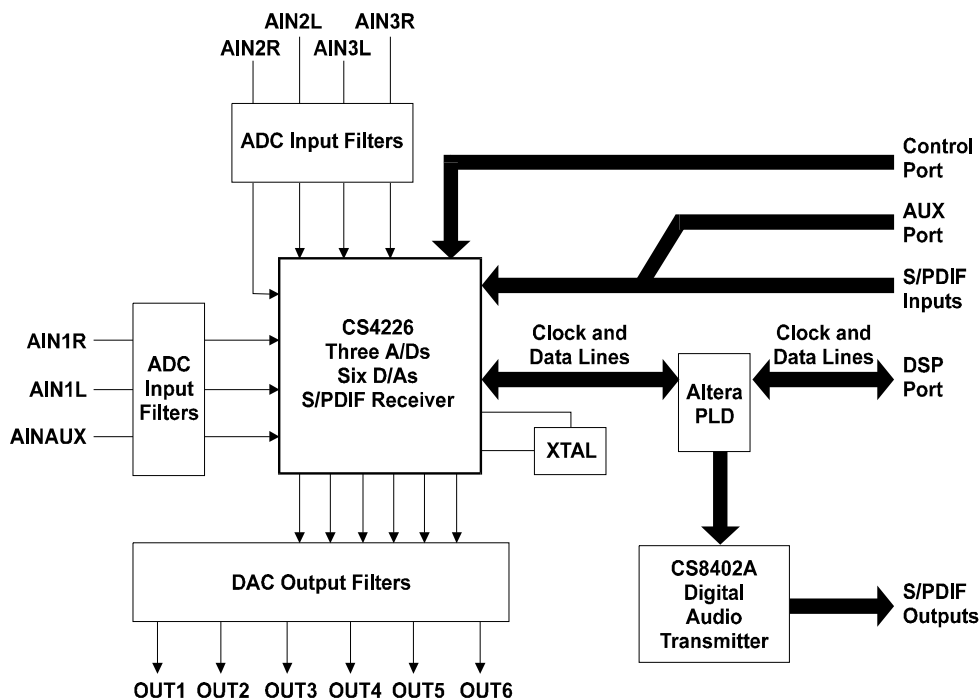 AIN2L
AIN3R
AIN2R
AIN3L
ADC Input Filters
Control
Port
AUX
Port
S/PDIF
Inputs
CS4226
Three A/Ds
Six D/As
S/PDIF Receiver
AIN1R
AIN1L
AINAUX
ADC
Input
Filters
Clock and
Data Lines
Clock and
Data Lines
Altera
PLD
DSP
Port
XTAL
DAC Output Filters
CS8402A
Digital
Audio
Transmitter
S/PDIF
Outputs
OUT1
OUT2
OUT3
OUT4
OUT5
OUT6